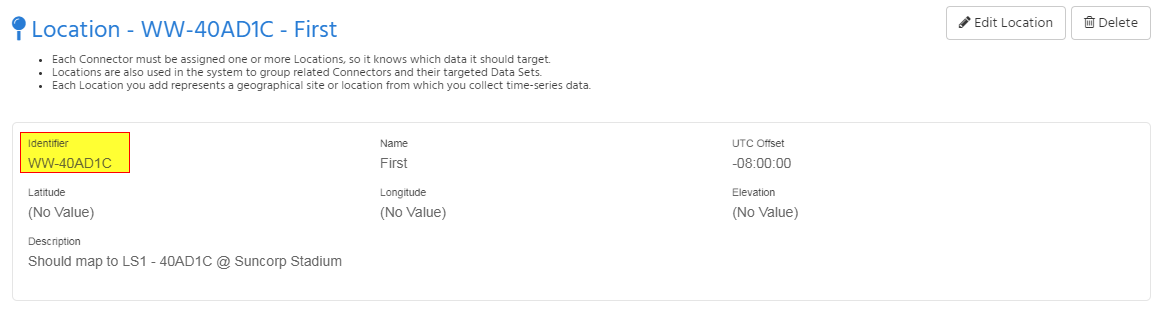 Location - WW-40AD1C - First
Edit Location
Delete
Each Connector must be assigned one or more Locations, so it knows which data it should target.
Locations are also used in the system to group related Connectors and their targeted Data Sets.
Each Location you add represents a geographical site or location from which you collect time-series data.
Identifier
WW-40AD1C
Name
First
UTC Offset
-08:00:00
Latitude
(No Value)
Longitude
(No Value)
Elevation
(No Value)
Description
Should map to LS1 - 40AD1C @ Suncorp Stadium